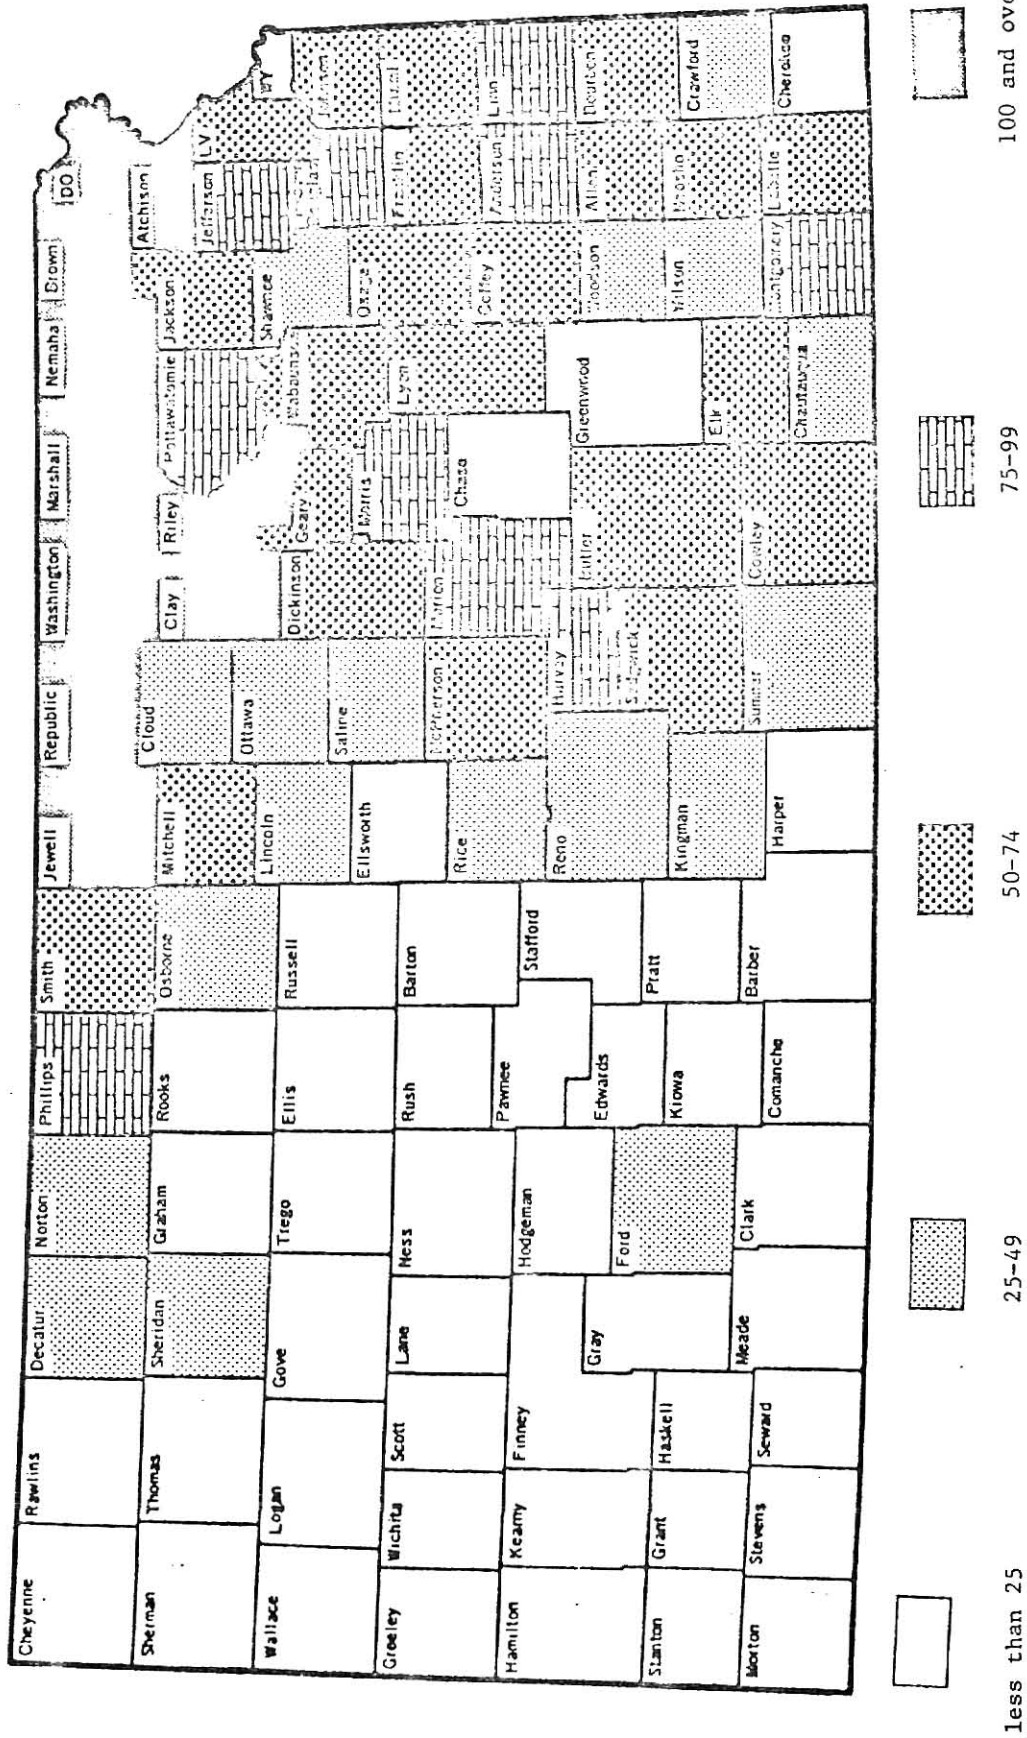 Cheyenne
Rawlins
Decatur
Norton
Phillips
Smith
Jewell
Republic
Washington
Marshall
Nemaha
Brown
DO
Sherman
Thomas
Sheridan
Graham
Rooks
Osborne
Mitchell
Cloud
Clay
Riley
Pottawatomie
Jackson
Atchison
Jefferson
LV
WY
Wallace
Logan
Gove
Trego
Ellis
Russell
Lincoln
Ottawa
Dickinson
Geary
Wabaunse
Shawnee
Johnson
Greeley
Wichita
Scott
Lane
Ness
Rush
Barton
Ellsworth
Saline
Morris
Lyon
Osage
Franklin
Miami
Hamilton
Kearny
Finney
Hodgeman
Pawnee
Stafford
Rice
McPherson
Marion
Chase
Coffey
Anderson
Linn
Gray
Ford
Edwards
Reno
Harvey
Butler
Greenwood
Woodson
Allen
Bourbon
Stanton
Grant
Haskell
Kiowa
Pratt
Kingman
Sedgwick
Elk
Wilson
Neosho
Crawford
Morton
Stevens
Seward
Meade
Clark
Comanche
Barber
Harper
Sumner
Cowley
Chautauqua
Montgomery
Labette
Cherokee
less than 25
25-49
50-74
75-99
100 and ove